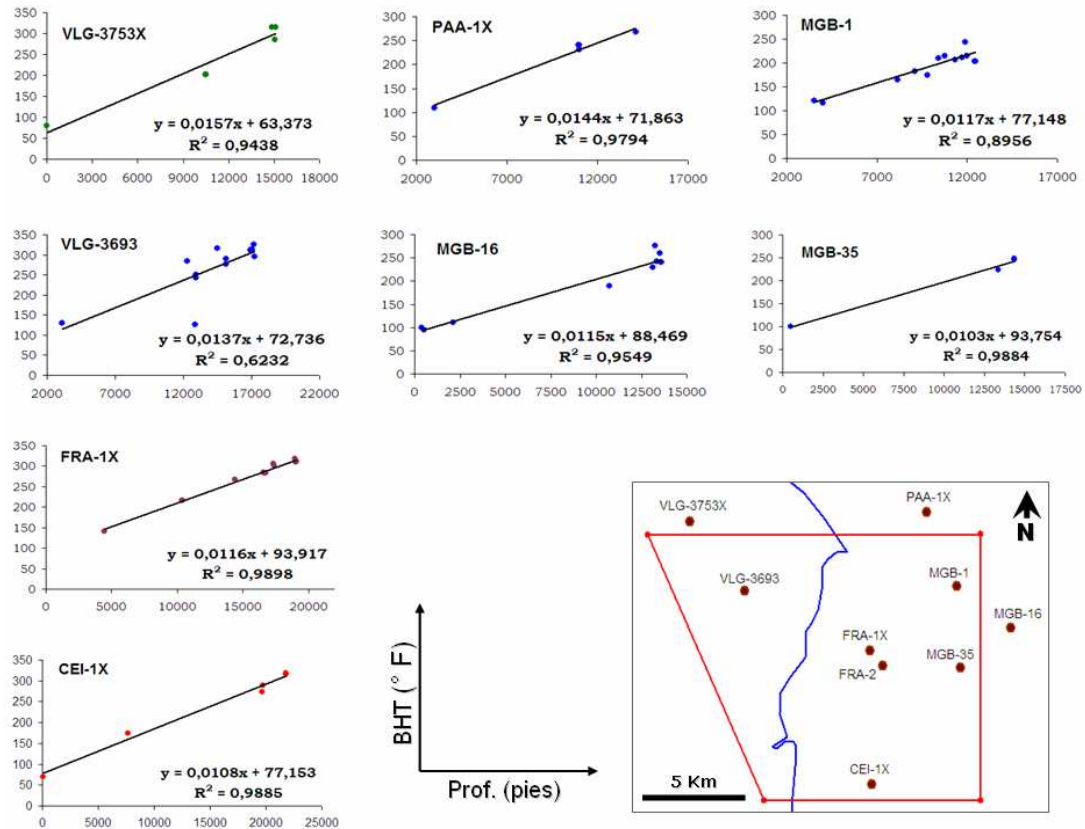 VLG-3753X
350
300
250
200
150
100
50
0
y = 0,0157x + 63,373
R² = 0,9438
0 3000 6000 9000 12000 15000 18000
PAA-1X
300
250
200
150
100
50
0
y = 0,0144x + 71,863
R² = 0,9794
2000 7000 12000 17000
MGB-1
300
250
200
150
100
50
0
y = 0,0117x + 77,148
R² = 0,8956
2000 7000 12000 17000
VLG-3693
350
300
250
200
150
100
50
0
y = 0,0137x + 72,736
R² = 0,6232
2000 7000 12000 17000 22000
MGB-16
300
250
200
150
100
50
0
y = 0,0115x + 88,469
R² = 0,9549
0 2500 5000 7500 10000 12500 15000
MGB-35
300
250
200
150
100
50
0
y = 0,0103x + 93,754
R² = 0,9884
0 2500 5000 7500 10000 12500 15000 17500
FRA-1X
350
300
250
200
150
100
50
0
y = 0,0116x + 93,917
R² = 0,9898
0 5000 10000 15000 20000
CEI-1X
350
300
250
200
150
100
50
0
y = 0,0108x + 77,153
R² = 0,9885
0 5000 10000 15000 20000 25000
BHT (° F)
Prof. (pies)
VLG-3753X
PAA-1X
N
VLG-3693
MGB-1
MGB-16
FRA-1X
FRA-2
MGB-35
CEI-1X
5 Km